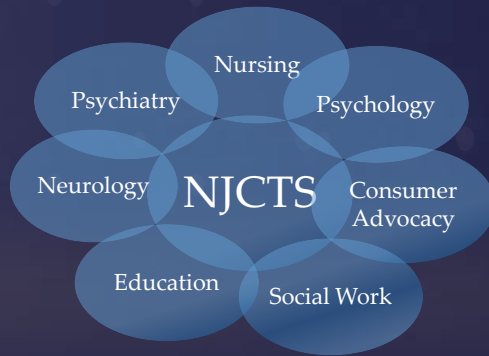 Nursing
Psychiatry
Psychology
Neurology
NJCTS
Consumer
Advocacy
Education
Social Work